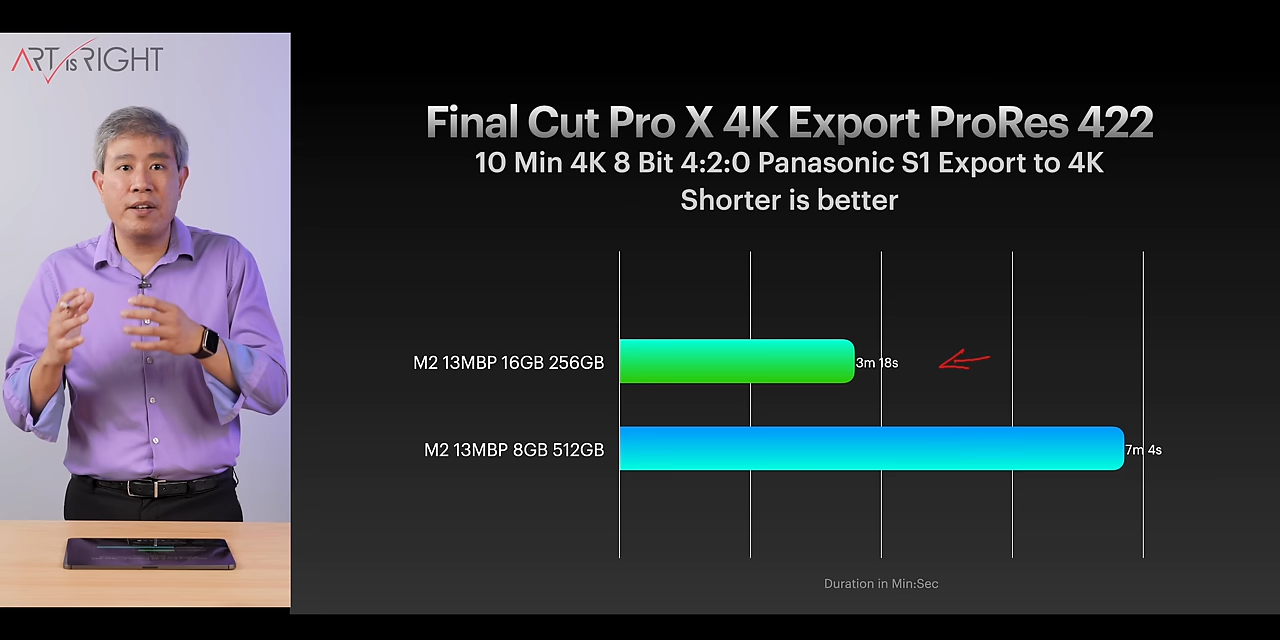 ART IS RIGHT
Final Cut Pro X 4K Export ProRes 422
10 Min 4K 8 Bit 4:2:0 Panasonic S1 Export to 4K
Shorter is better
M2 13MBP 16GB 256GB
3m 18s
M2 13MBP 8GB 512GB
7m 4s
Duration in Min:Sec